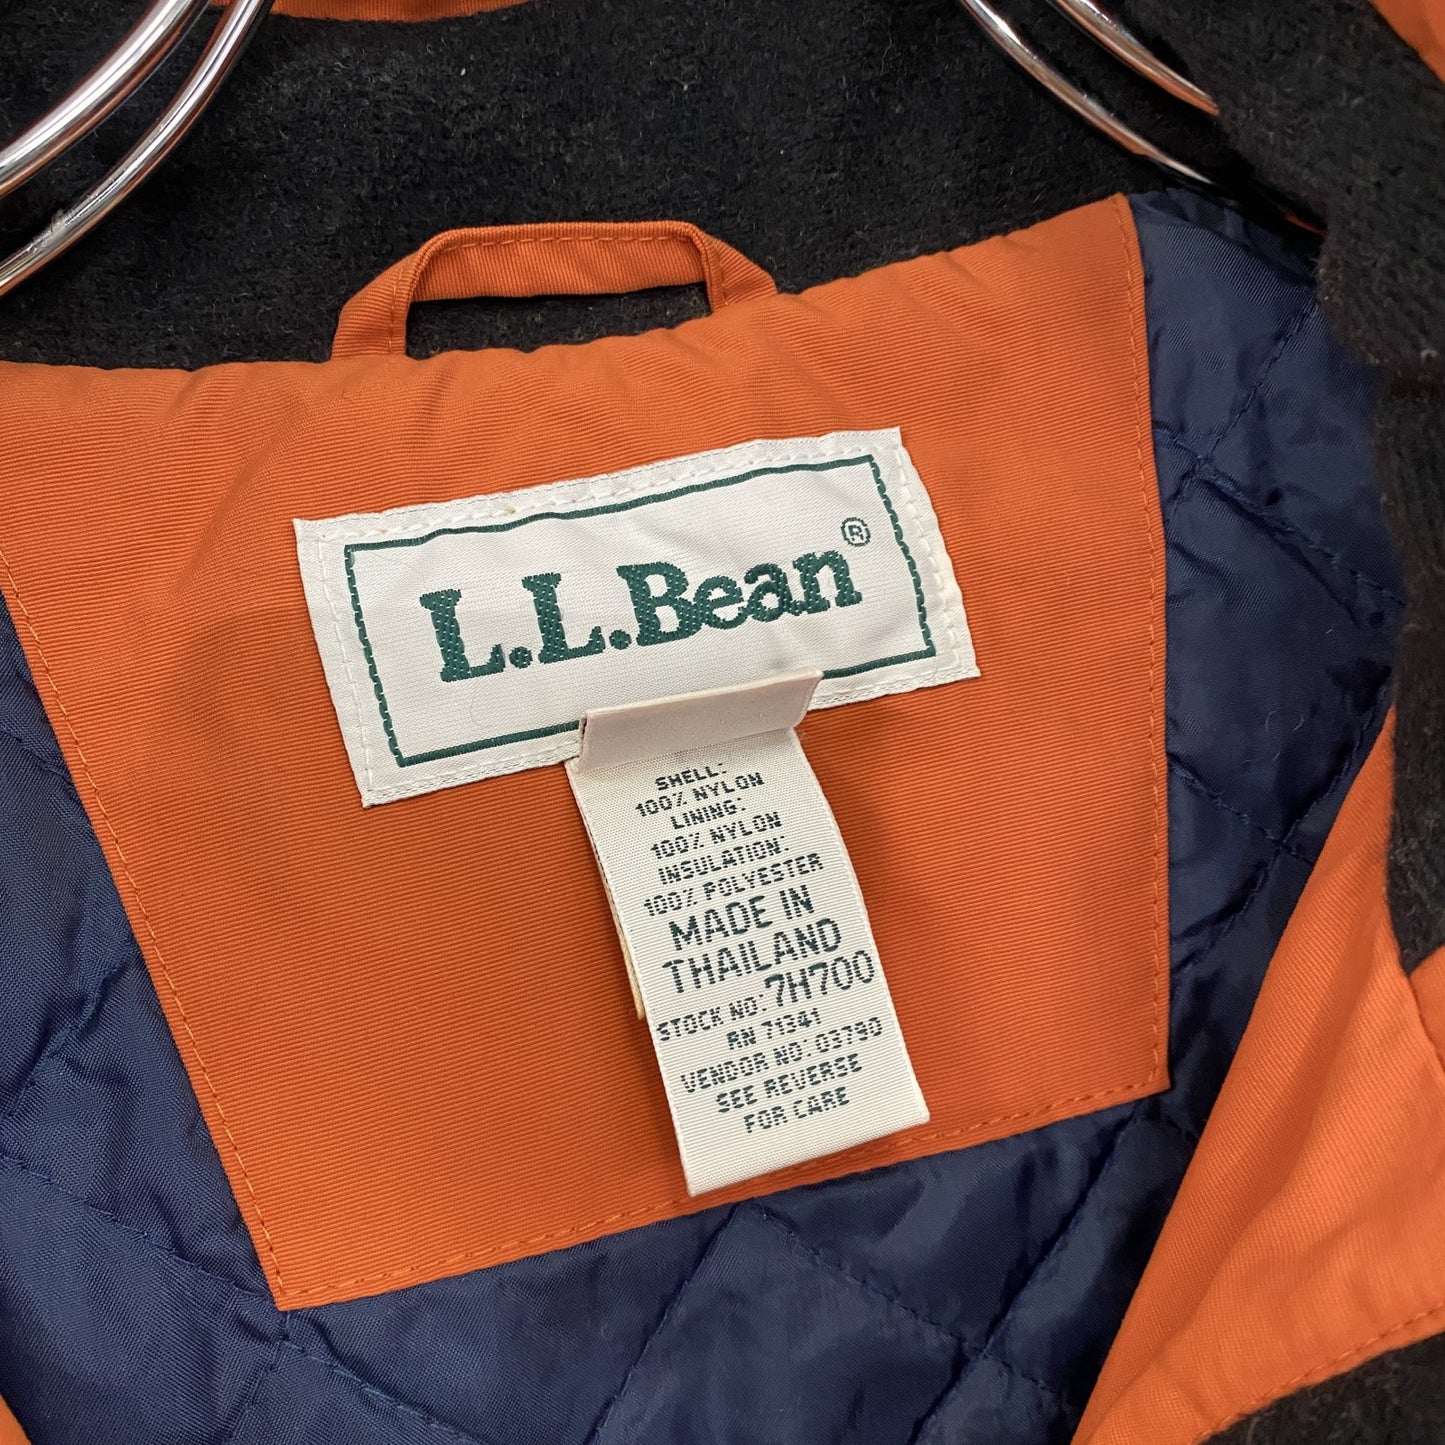 L.L.Bean®
SHELL:
100% NYLON
LINING:
100% NYLON
INSULATION:
100% POLYESTER
MADE IN
THAILAND
STOCK NO: 7H700
RN 71341
VENDOR NO: 03790
SEE REVERSE
FOR CARE